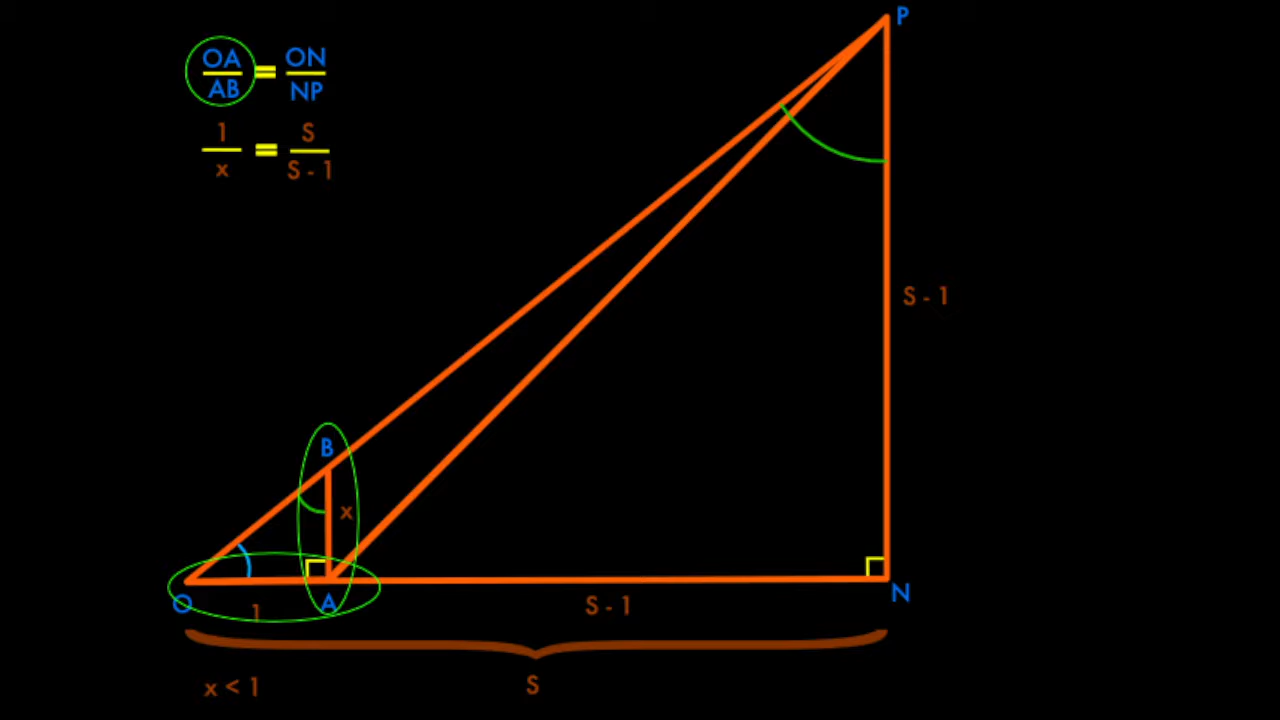 P
OA = ON
AB NP
1 = S
x S - 1
S - 1
B
x
O 1 A S - 1 N
x < 1 S